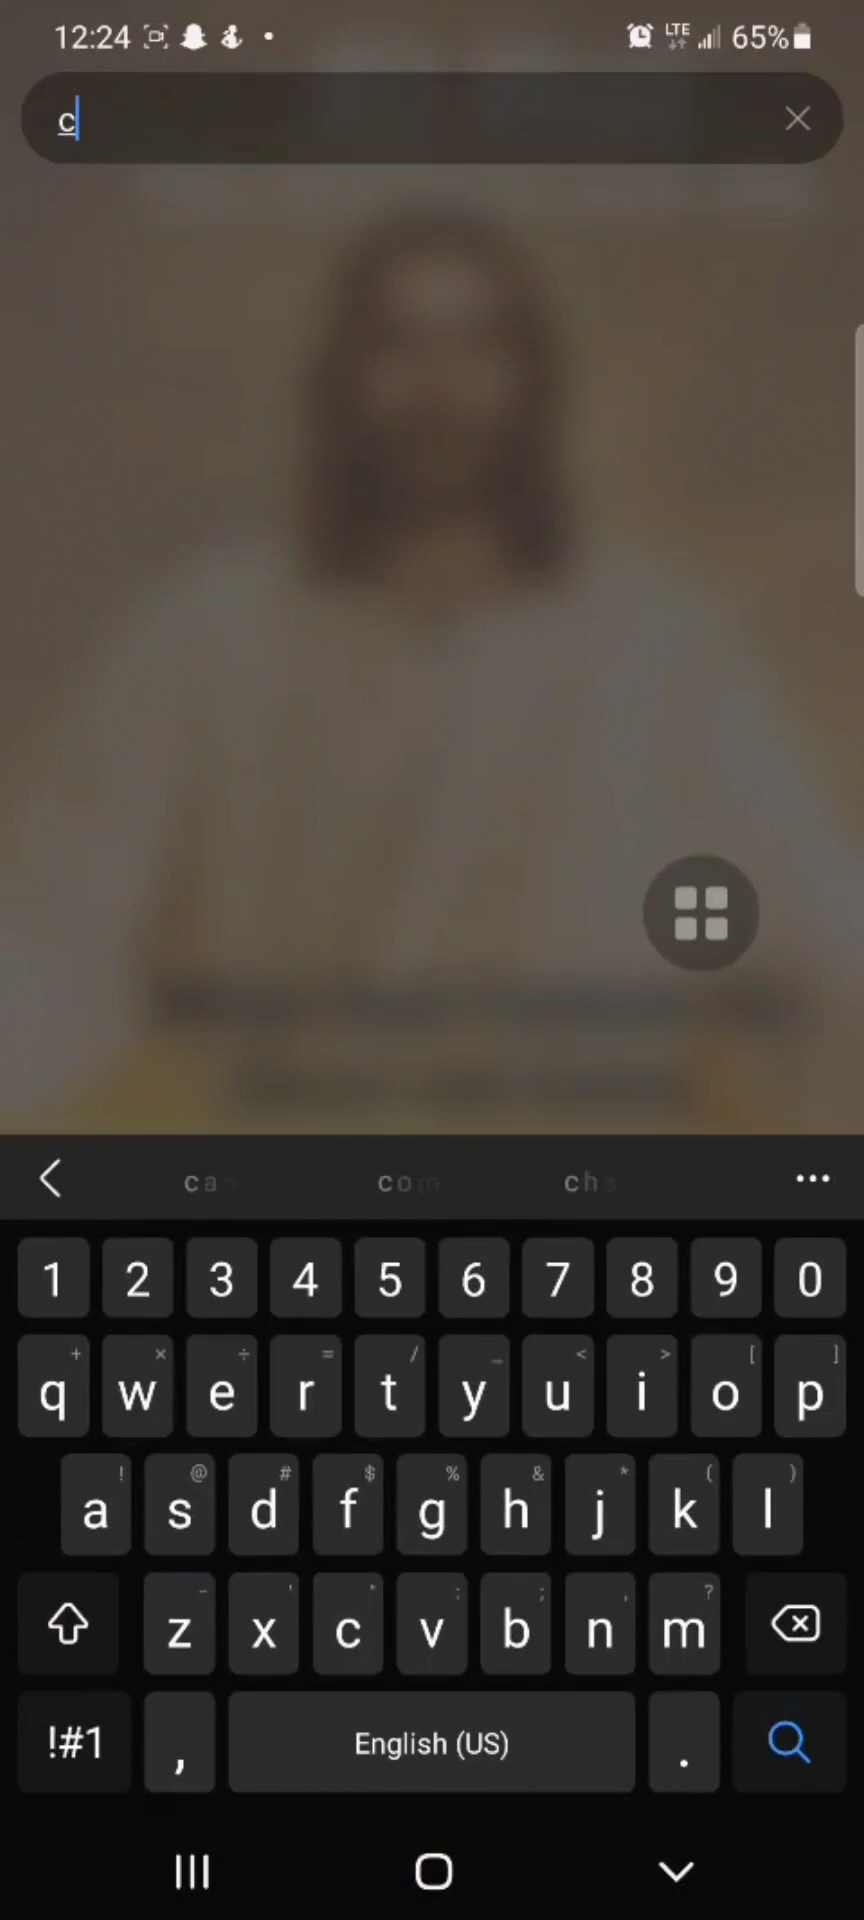 12:24 LTE 65%
c
ca com cha
1 2 3 4 5 6 7 8 9 0
+ × ÷ = / _ < > [ ]
q w e r t y u i o p
! @ # $ % & * ( )
a s d f g h j k l
- ' " : ; , ?
z x c v b n m
!#1 , English (US) .